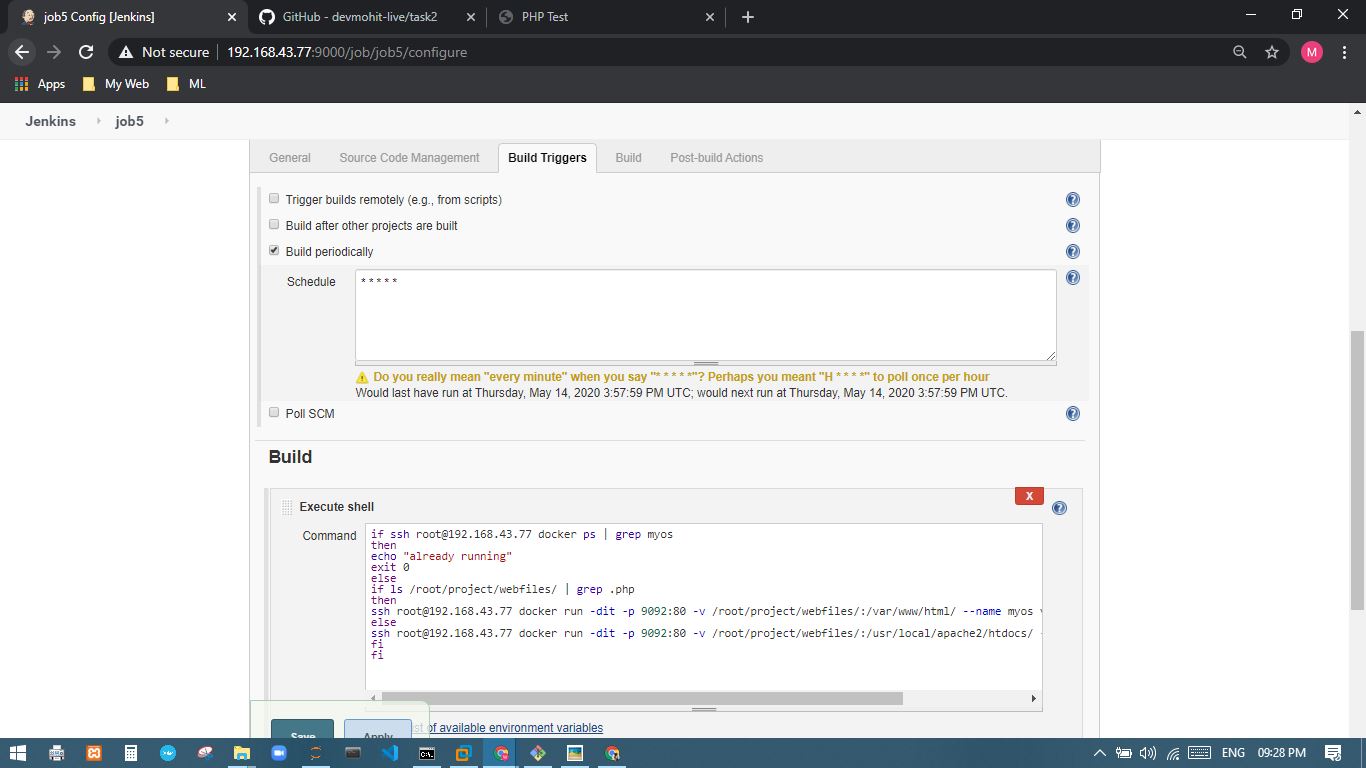 job5 Config [Jenkins]
GitHub - devmohit-live/task2
PHP Test
Not secure
192.168.43.77:9000/job/job5/configure
M
Apps
My Web
ML
Jenkins
job5
General
Source Code Management
Build Triggers
Build
Post-build Actions
Trigger builds remotely (e.g., from scripts)
Build after other projects are built
Build periodically
Schedule
* * * * *
Do you really mean "every minute" when you say "* * * * *"? Perhaps you meant "H * * * *" to poll once per hour
Would last have run at Thursday, May 14, 2020 3:57:59 PM UTC; would next run at Thursday, May 14, 2020 3:57:59 PM UTC.
Poll SCM
Build
X
Execute shell
Command
if ssh root@192.168.43.77 docker ps | grep myos
then
echo "already running"
exit 0
else
if ls /root/project/webfiles/ | grep .php
then
ssh root@192.168.43.77 docker run -dit -p 9092:80 -v /root/project/webfiles/:/var/www/html/ --name myos
else
ssh root@192.168.43.77 docker run -dit -p 9092:80 -v /root/project/webfiles/:/usr/local/apache2/htdocs/
fi
fi
Save
Apply
of available environment variables
ENG
09:28 PM